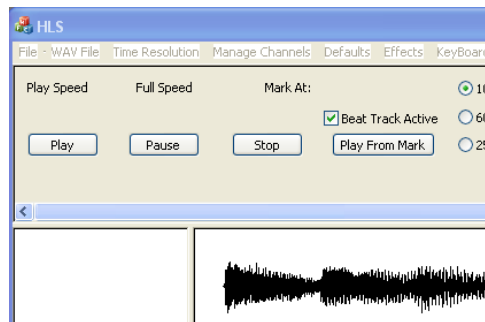 HLS
File - WAV File Time Resolution Manage Channels Defaults Effects
Play Speed Full Speed Mark At:
Beat Track Active
Play Pause Stop Play From Mark